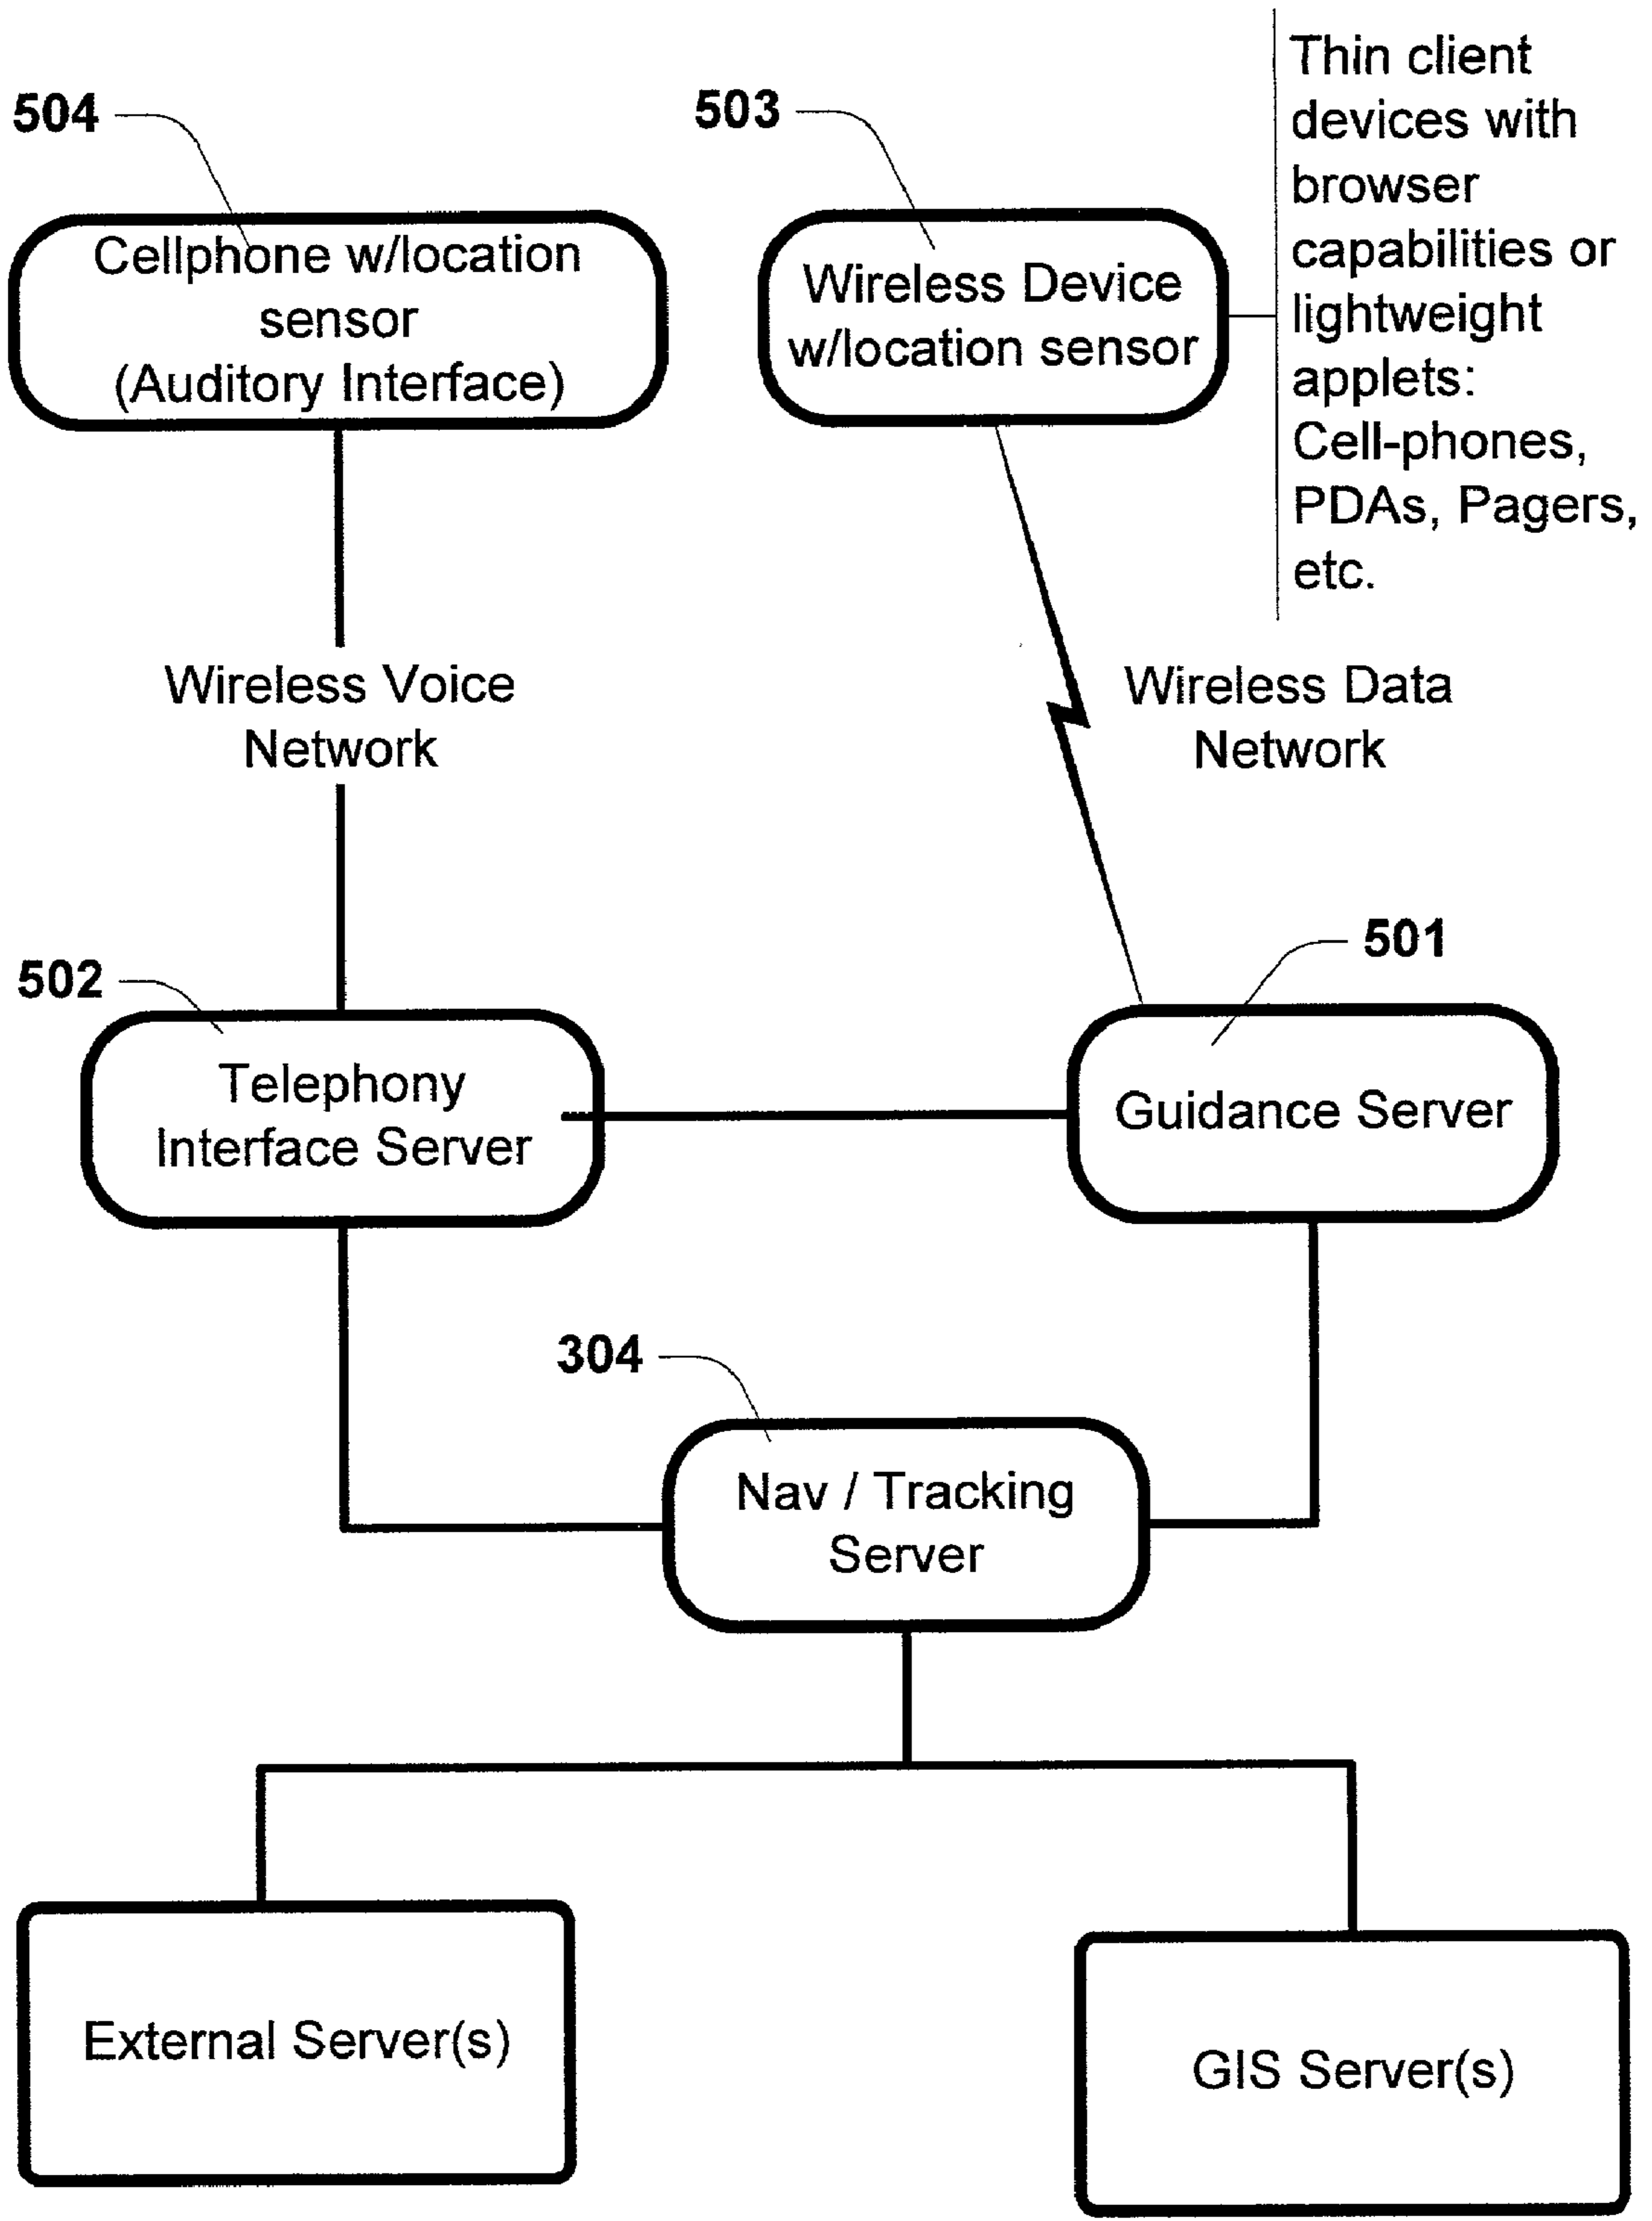 504
503
Thin client
devices with
browser
capabilities or
lightweight
applets:
Cell-phones,
PDAs, Pagers,
etc.
Cellphone w/location
sensor
(Auditory Interface)
Wireless Device
w/location sensor
Wireless Voice
Network
Wireless Data
Network
502
501
Telephony
Interface Server
Guidance Server
304
Nav / Tracking
Server
External Server(s)
GIS Server(s)